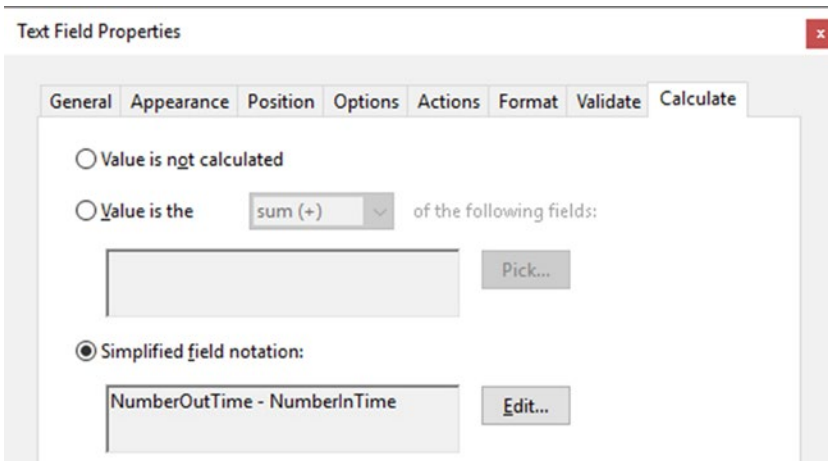 Text Field Properties
x
General Appearance Position Options Actions Format Validate Calculate
Value is not calculated
Value is the sum (+) of the following fields:
Pick...
Simplified field notation:
NumberOutTime - NumberInTime
Edit...